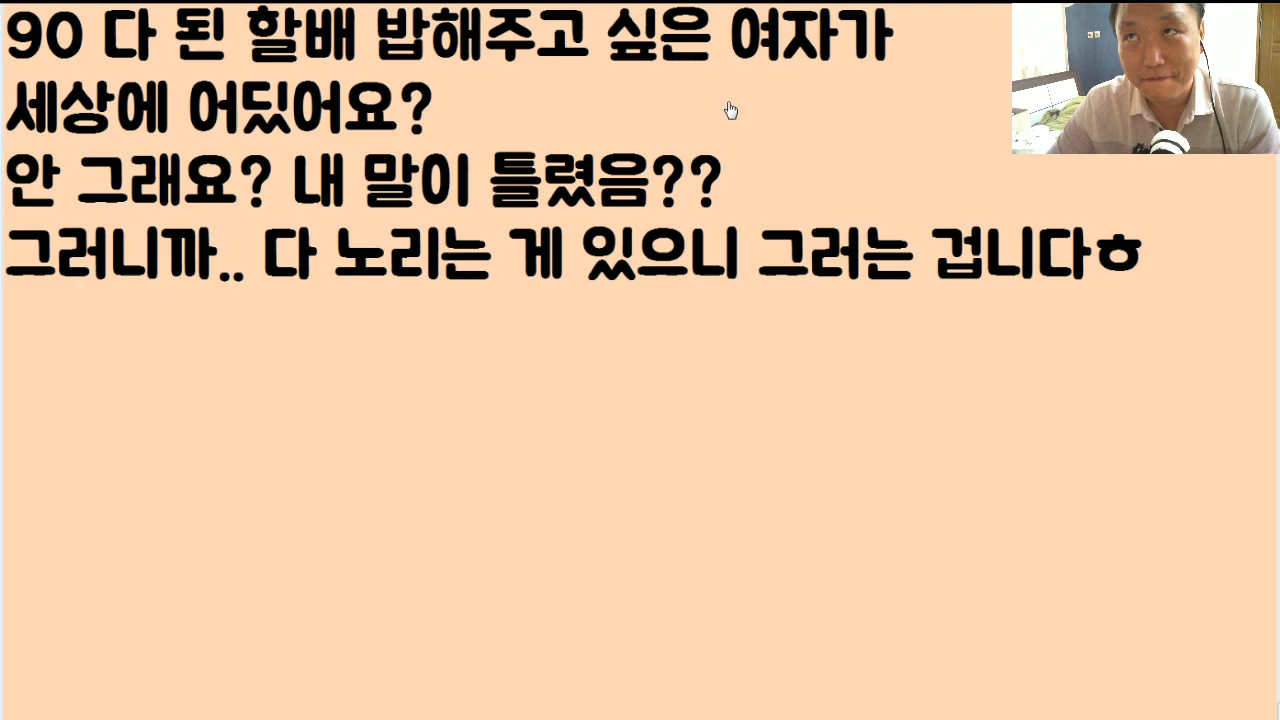 90 다 된 할배 밥해주고 싶은 여자가
세상에 어딨어요?
안 그래요? 내 말이 틀렸음??
그러니까.. 다 노리는 게 있으니 그러는 겁니다ㅎ